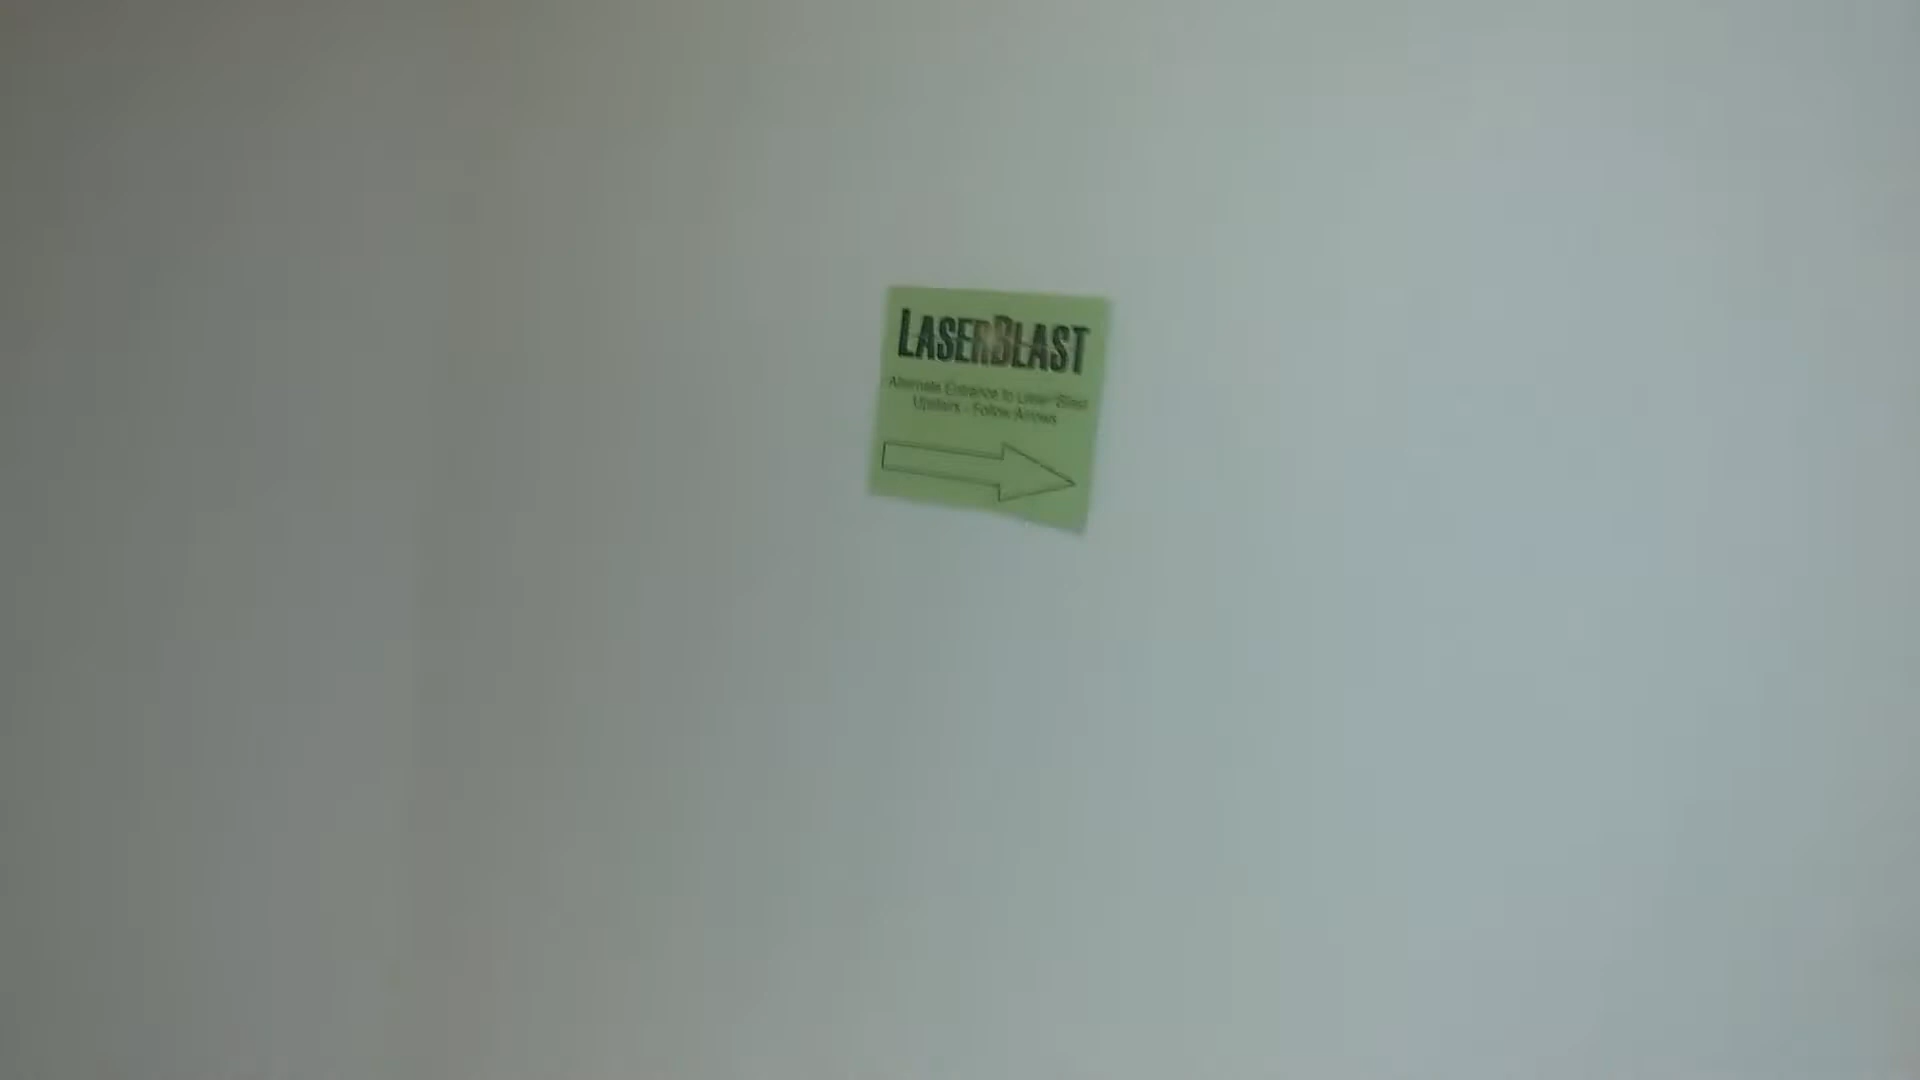 LASERBLAST
Alternate Entrance to Laser Blast
Upstairs - Follow Arrows